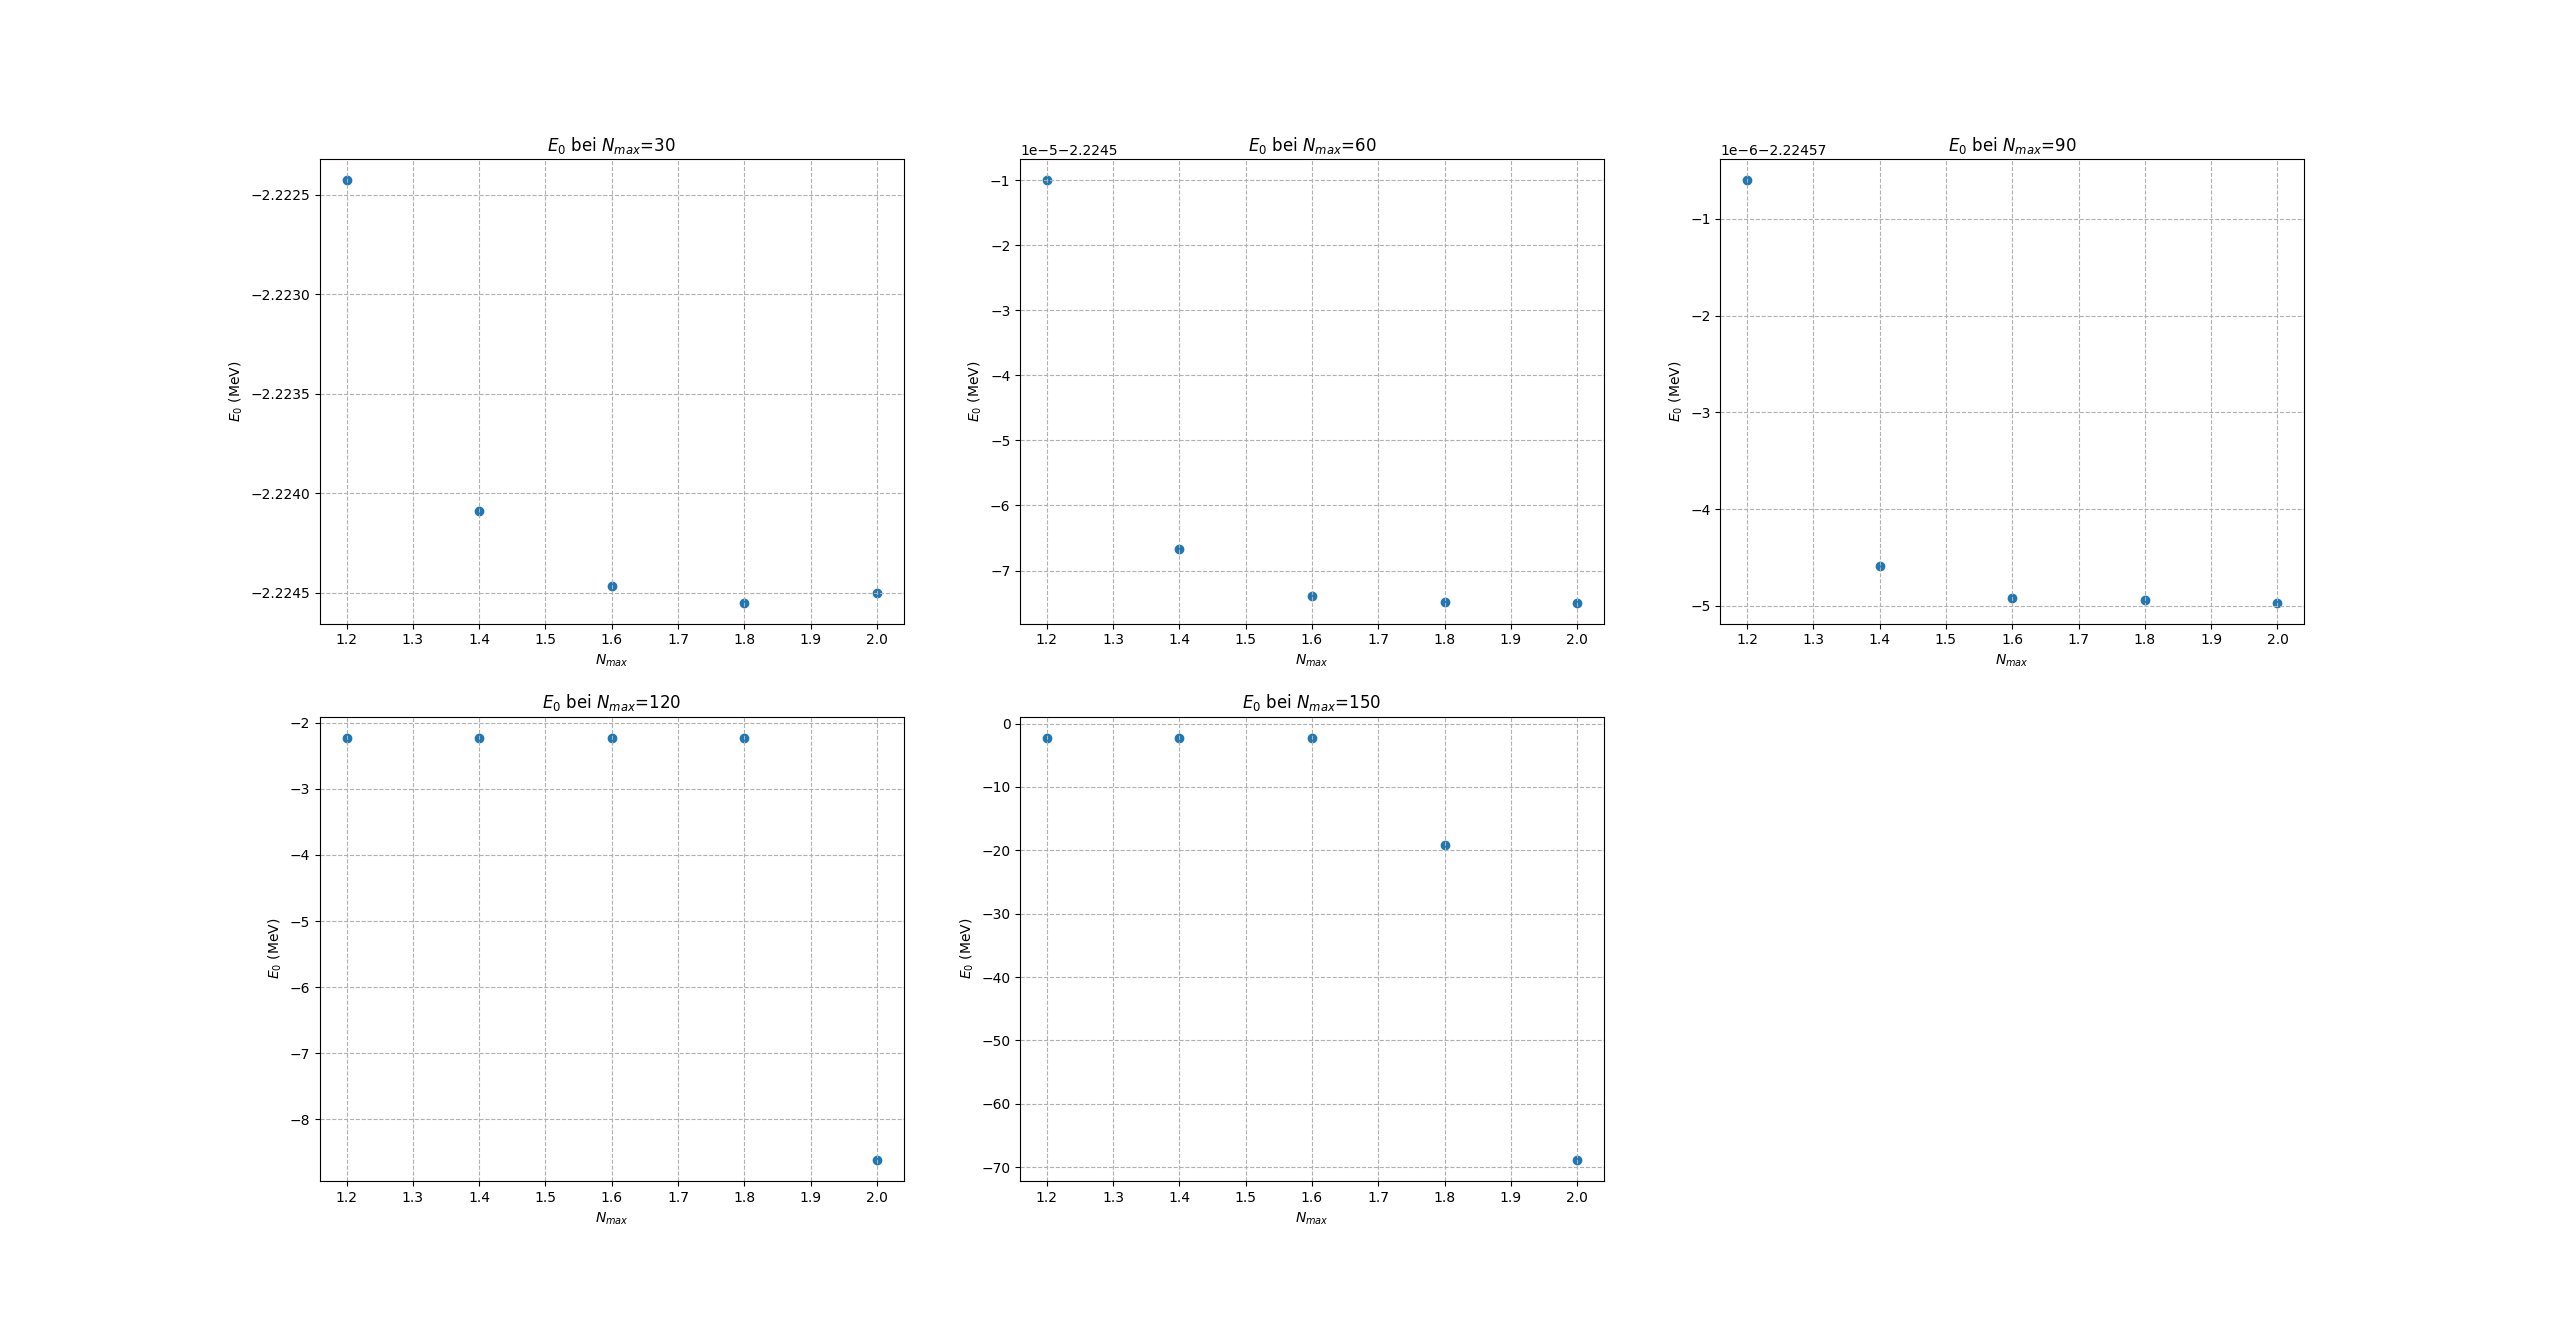 E₀ bei Nₘₐₓ=30
−2.2225
−2.2230
−2.2235
−2.2240
−2.2245
E₀ (MeV)
1.2 1.3 1.4 1.5 1.6 1.7 1.8 1.9 2.0
Nₘₐₓ
E₀ bei Nₘₐₓ=60
1e−5−2.2245
−1
−2
−3
−4
−5
−6
−7
E₀ (MeV)
1.2 1.3 1.4 1.5 1.6 1.7 1.8 1.9 2.0
Nₘₐₓ
E₀ bei Nₘₐₓ=90
1e−6−2.22457
−1
−2
−3
−4
−5
E₀ (MeV)
1.2 1.3 1.4 1.5 1.6 1.7 1.8 1.9 2.0
Nₘₐₓ
E₀ bei Nₘₐₓ=120
−2
−3
−4
−5
−6
−7
−8
E₀ (MeV)
1.2 1.3 1.4 1.5 1.6 1.7 1.8 1.9 2.0
Nₘₐₓ
E₀ bei Nₘₐₓ=150
0
−10
−20
−30
−40
−50
−60
−70
E₀ (MeV)
1.2 1.3 1.4 1.5 1.6 1.7 1.8 1.9 2.0
Nₘₐₓ